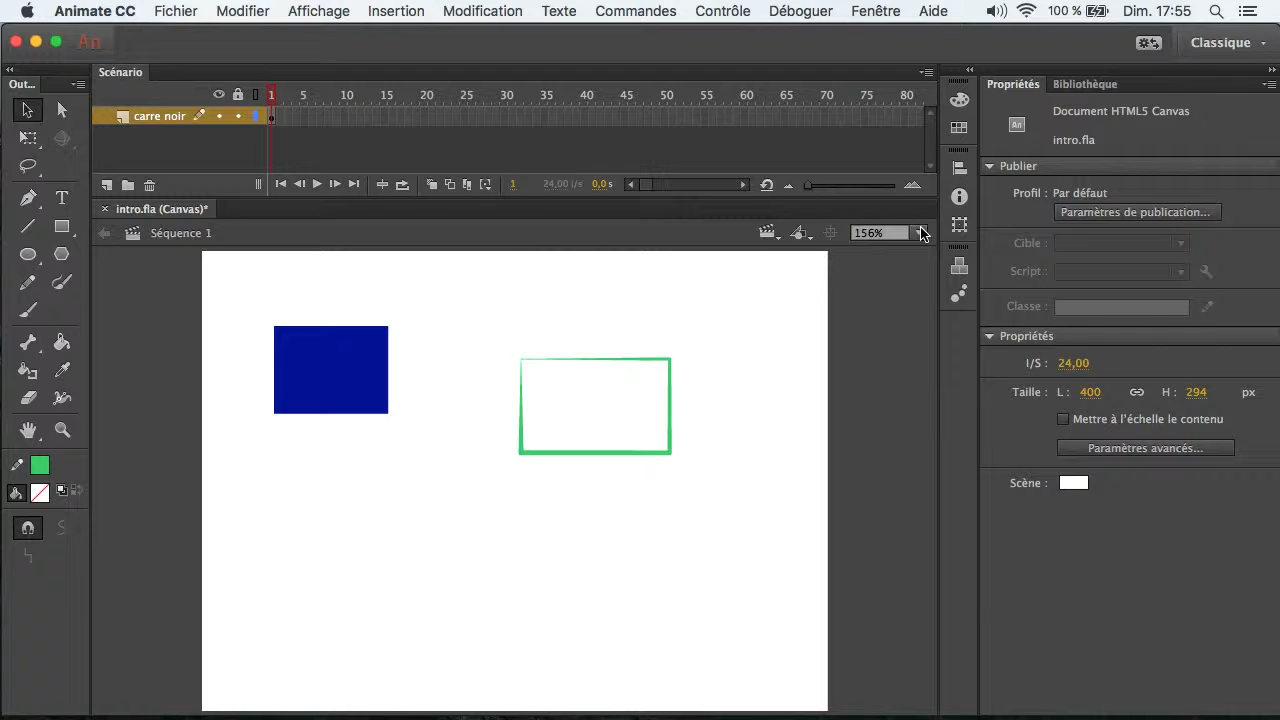 Animate CC Fichier Modifier Affichage Insertion Modification Texte Commandes Contrôle Déboguer Fenêtre Aide 100 % Dim. 17:55
An Classique
Out... Scénario Propriétés Bibliothèque
1 5 10 15 20 25 30 35 40 45 50 55 60 65 70 75 80
carre noir
An Document HTML5 Canvas
intro.fla
Publier
1 24,00 i/s 0,0 s
Profil : Par défaut
Paramètres de publication...
intro.fla (Canvas)*
Séquence 1 156%
Cible :
Script :
Classe :
Propriétés
I/S : 24,00
Taille : L : 400 H : 294 px
Mettre à l'échelle le contenu
Paramètres avancés...
Scène :
T